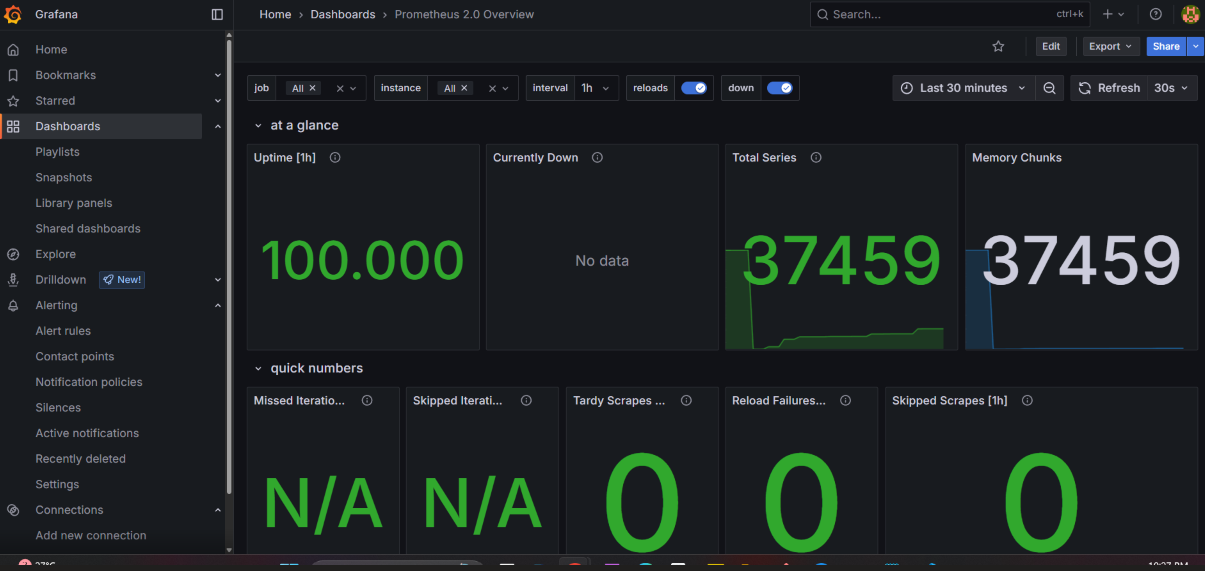 Grafana
Home › Dashboards › Prometheus 2.0 Overview
Search... ctrl+k
Edit Export Share
Home
Bookmarks
Starred
Dashboards
Playlists
Snapshots
Library panels
Shared dashboards
Explore
Drilldown New!
Alerting
Alert rules
Contact points
Notification policies
Silences
Active notifications
Recently deleted
Settings
Connections
Add new connection
job All instance All interval 1h reloads down Last 30 minutes Refresh 30s
at a glance
Uptime [1h] Currently Down Total Series Memory Chunks
100.000 No data 37459 37459
quick numbers
Missed Iteratio... Skipped Iterati... Tardy Scrapes ... Reload Failures... Skipped Scrapes [1h]
N/A N/A 0 0 0